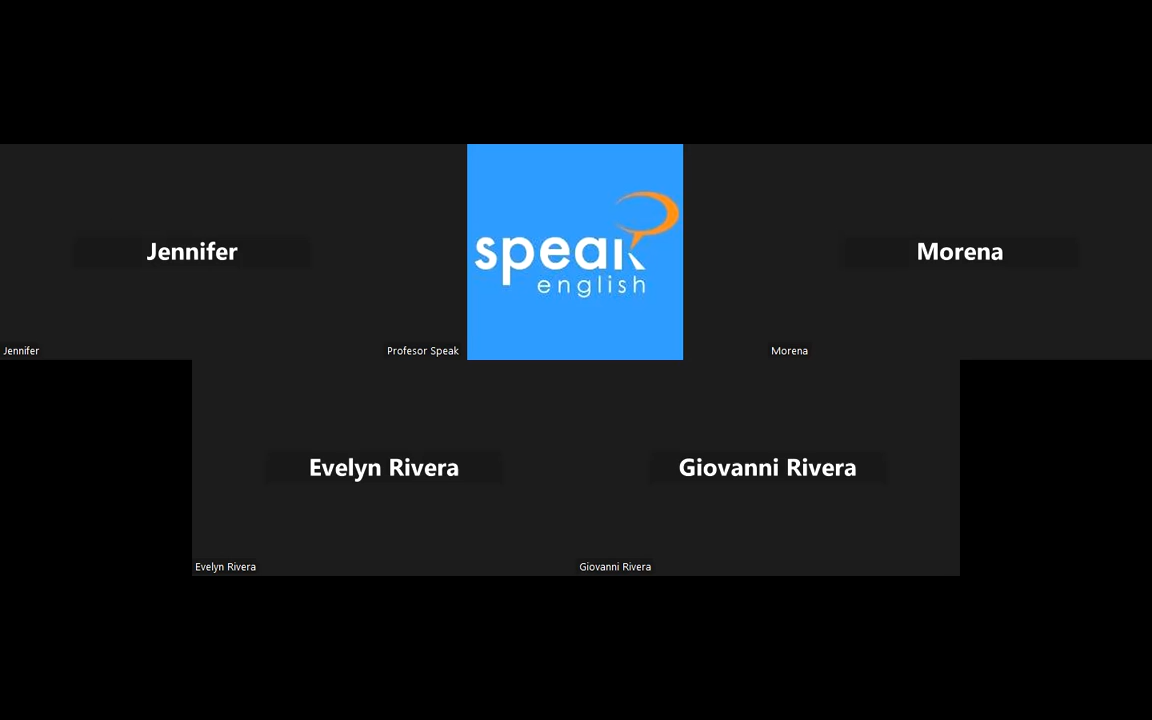 Jennifer
speak
english
Morena
Jennifer
Profesor Speak
Morena
Evelyn Rivera
Giovanni Rivera
Evelyn Rivera
Giovanni Rivera